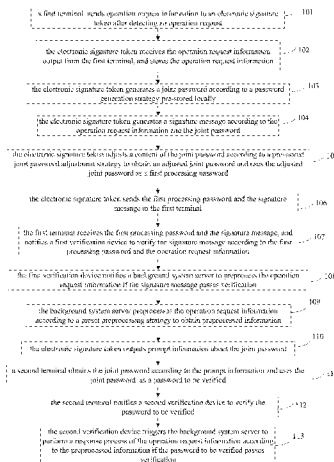 a first terminal sends operation request information to an electronic signature
token after detecting an operation request
101
the electronic signature token receives the operation request information
output from the first terminal, and stores the operation request information
102
the electronic signature token generates a joint password according to a password
generation strategy pre-stored locally
103
the electronic signature token generates a signature message according to the
operation request information and the joint password
104
the electronic signature token adjusts a content of the joint password according to a pre-stored
joint password adjustment strategy to obtain an adjusted joint password and uses the adjusted
joint password as a first processing password
10
the electronic signature token sends the first processing password and the signature
message to the first terminal
106
the first terminal receives the first processing password and the signature message, and
notifies a first verification device to verify the signature message according to the first
processing password and the operation request information
107
the first verification device notifies a background system server to preprocess the operation
request information if the signature message passes verification
108
the background system server preprocesses the operation request information
according to a preset preprocessing strategy to obtain preprocessed information
109
the electronic signature token outputs prompt information about the joint password
110
a second terminal obtains the joint password according to the prompt information and uses the
joint password as a password to be verified
11
the second terminal notifies a second verification device to verify the
password to be verified
12
the second verification device triggers the background system server to
perform a response process of the operation request information according
to the preprocessed information if the password to be verified passes
verification
113